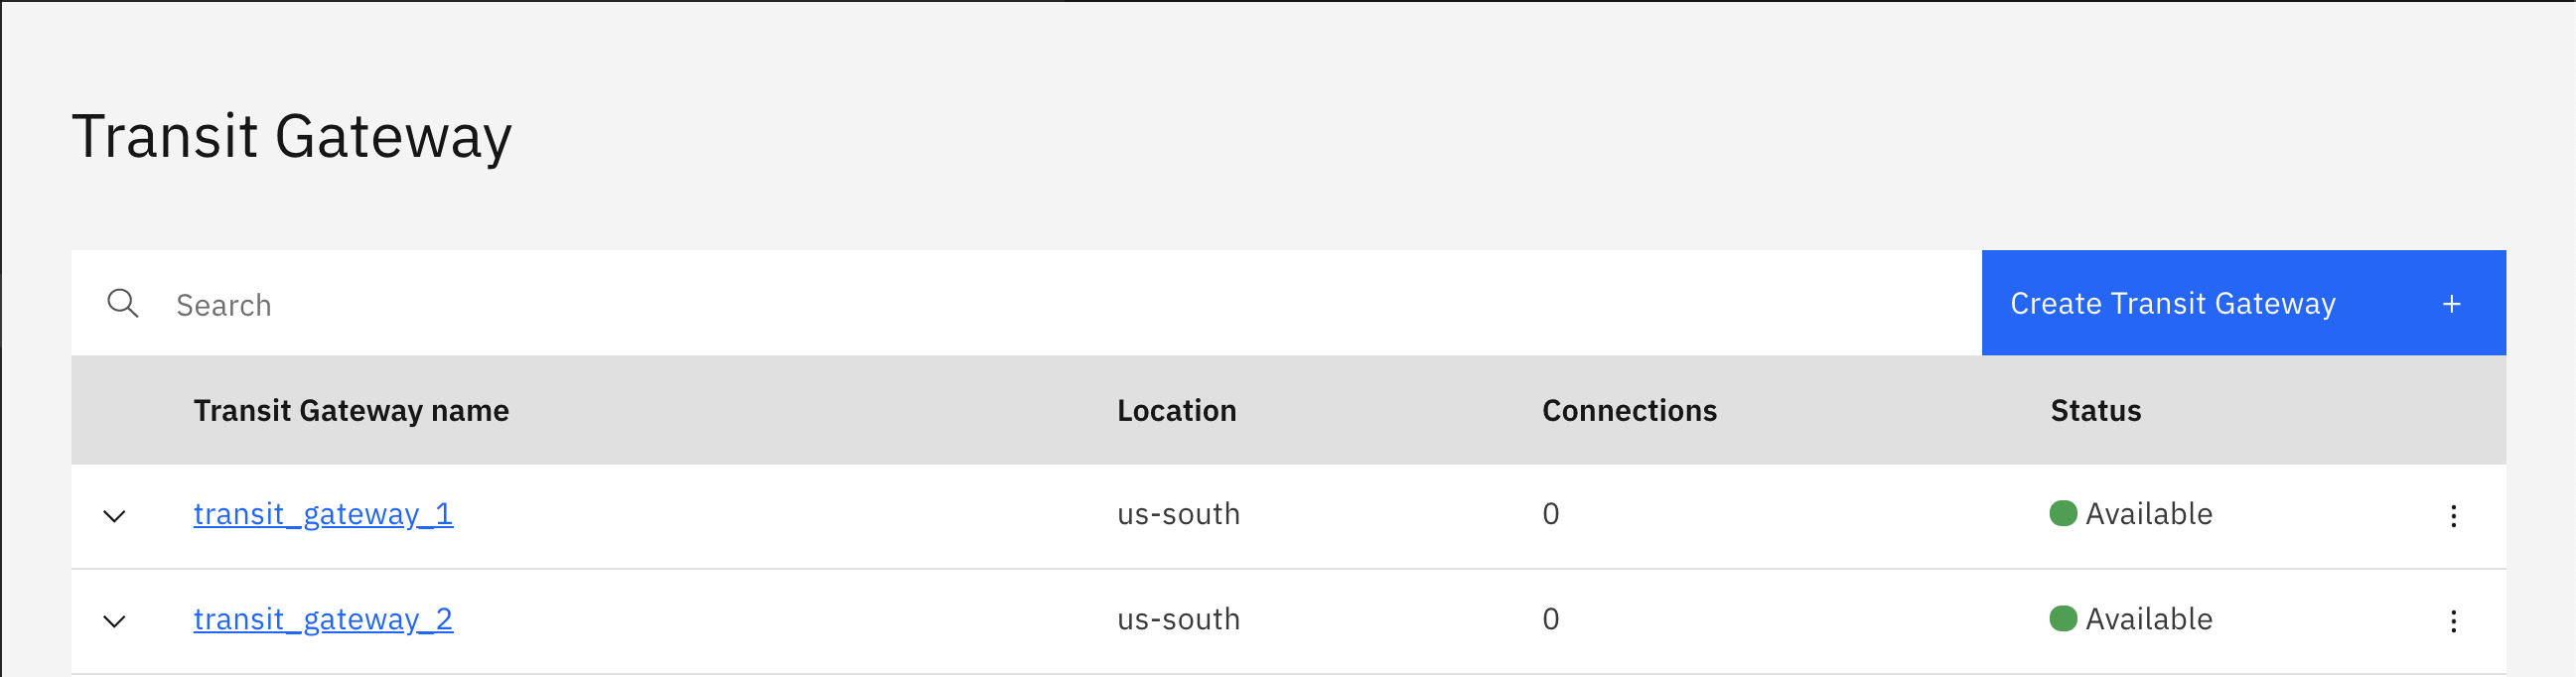 Transit Gateway
Search
Create Transit Gateway +
Transit Gateway name Location Connections Status
transit_gateway_1 us-south 0 Available
transit_gateway_2 us-south 0 Available